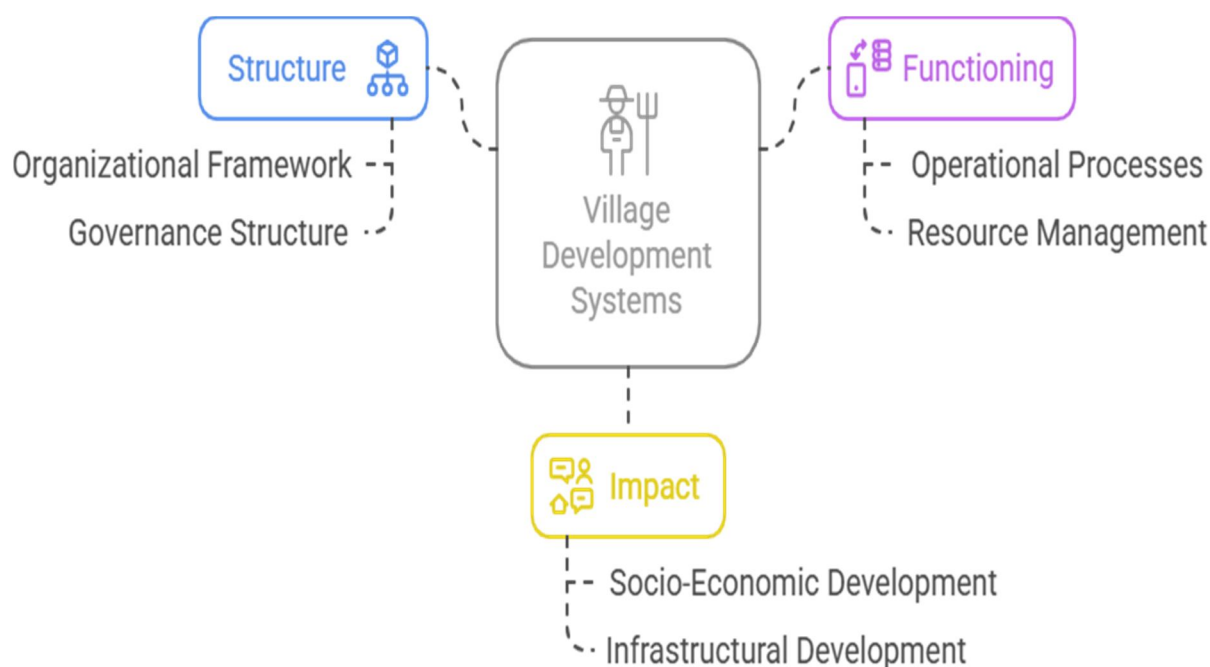 Structure
Organizational Framework
Governance Structure
Village
Development
Systems
Functioning
Operational Processes
Resource Management
Impact
Socio-Economic Development
Infrastructural Development